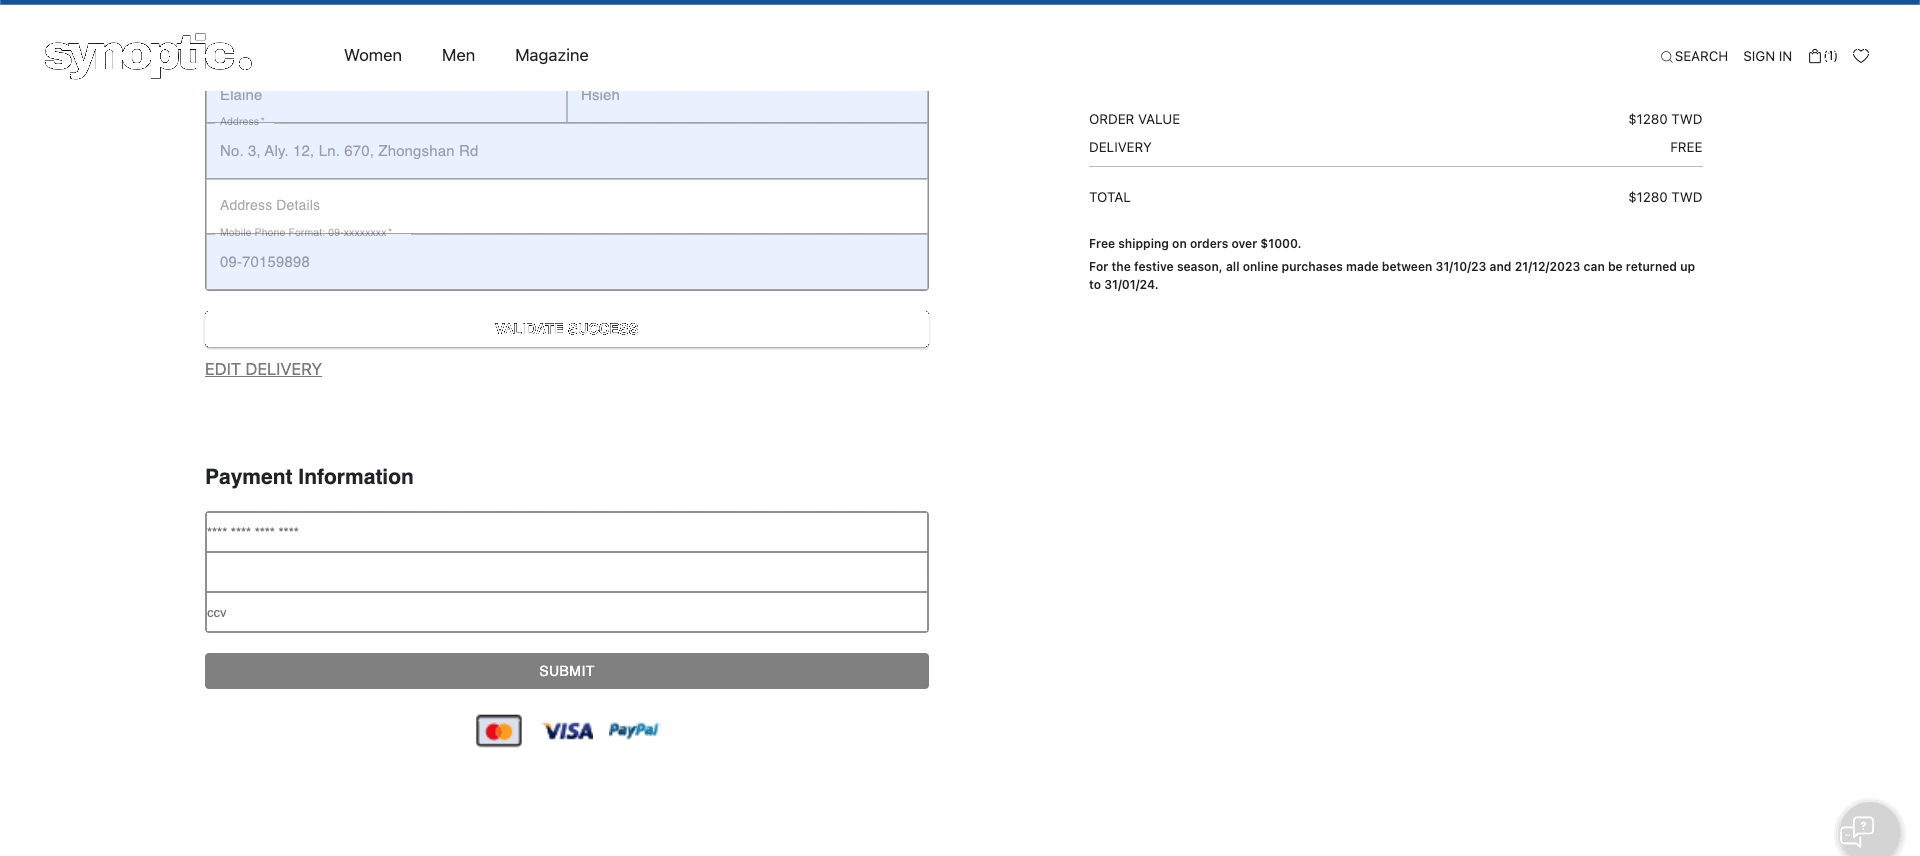 synoptic.
Women
Men
Magazine
SEARCH
SIGN IN
(1)
Elaine
Hsieh
Address *
No. 3, Aly. 12, Ln. 670, Zhongshan Rd
Address Details
Mobile Phone Format: 09-xxxxxxxx *
09-70159898
VALIDATE SUCCESS
EDIT DELIVERY
ORDER VALUE
$1280 TWD
DELIVERY
FREE
TOTAL
$1280 TWD
Free shipping on orders over $1000.
For the festive season, all online purchases made between 31/10/23 and 21/12/2023 can be returned up
to 31/01/24.
Payment Information
**** **** **** ****
ccv
SUBMIT
VISA
PayPal
?